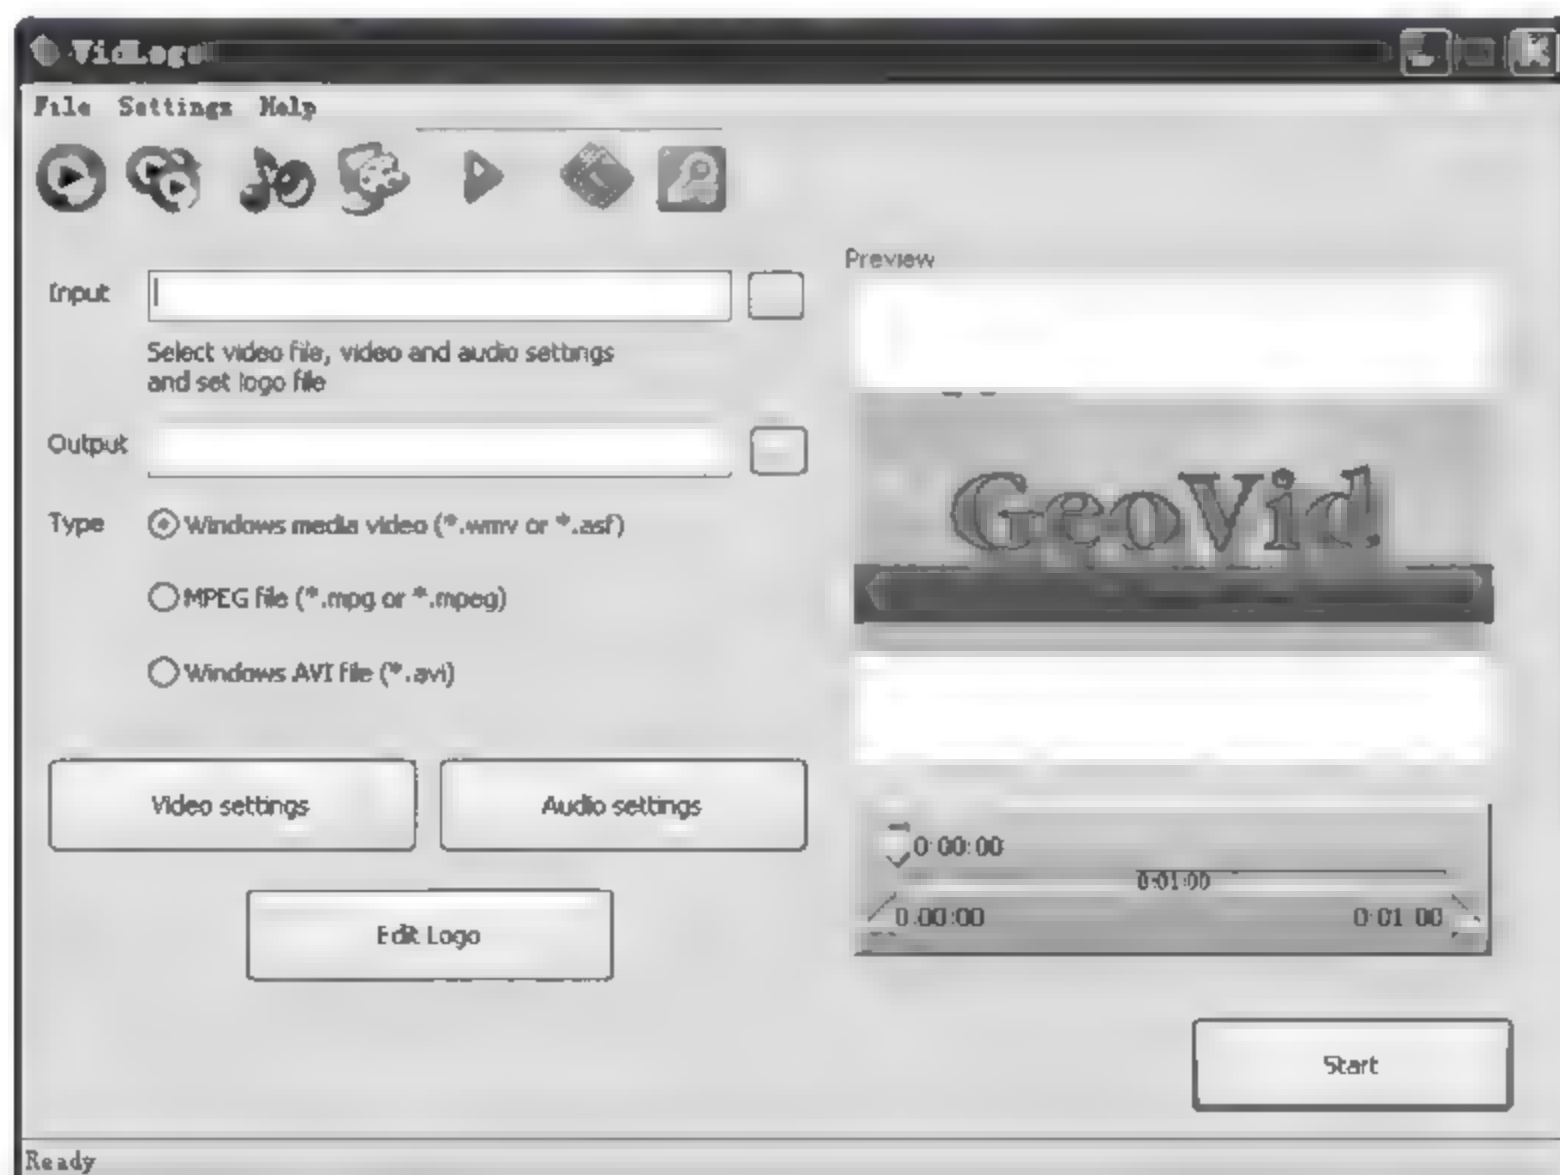 VidLogo
File Settings Help
Input
Select video file, video and audio settings
and set logo file
Output
Type
Windows media video (*.wmv or *.asf)
MPEG file (*.mpg or *.mpeg)
Windows AVI file (*.avi)
Video settings
Audio settings
Edit Logo
Preview
GeoVid
0:00:00
0:01:00
0:00:00
0:01:00
Start
Ready